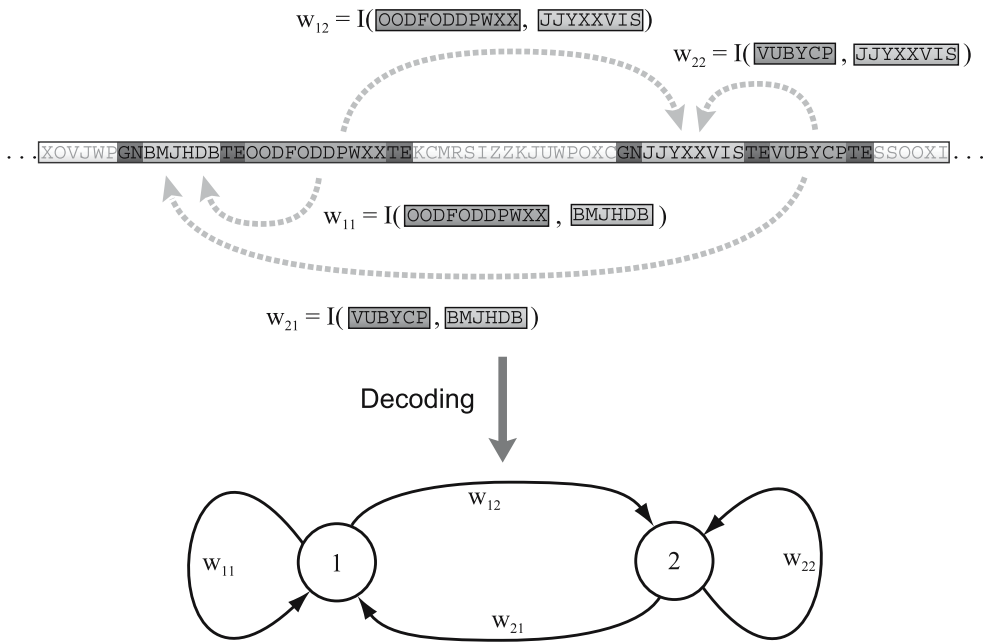 w12 = I(OODFODDPWXX, JJYXXVIS)
w22 = I(VUBYCP, JJYXXVIS)
...XOVJWPGNBMJHDBTEOODFODDPWXXTEKCMRSIZZKJUWPOXCGNJJYXXVISTEVUBYCPTESSOOXI...
w11 = I(OODFODDPWXX, BMJHDB)
w21 = I(VUBYCP, BMJHDB)
Decoding
w12
w11
1
2
w22
w21